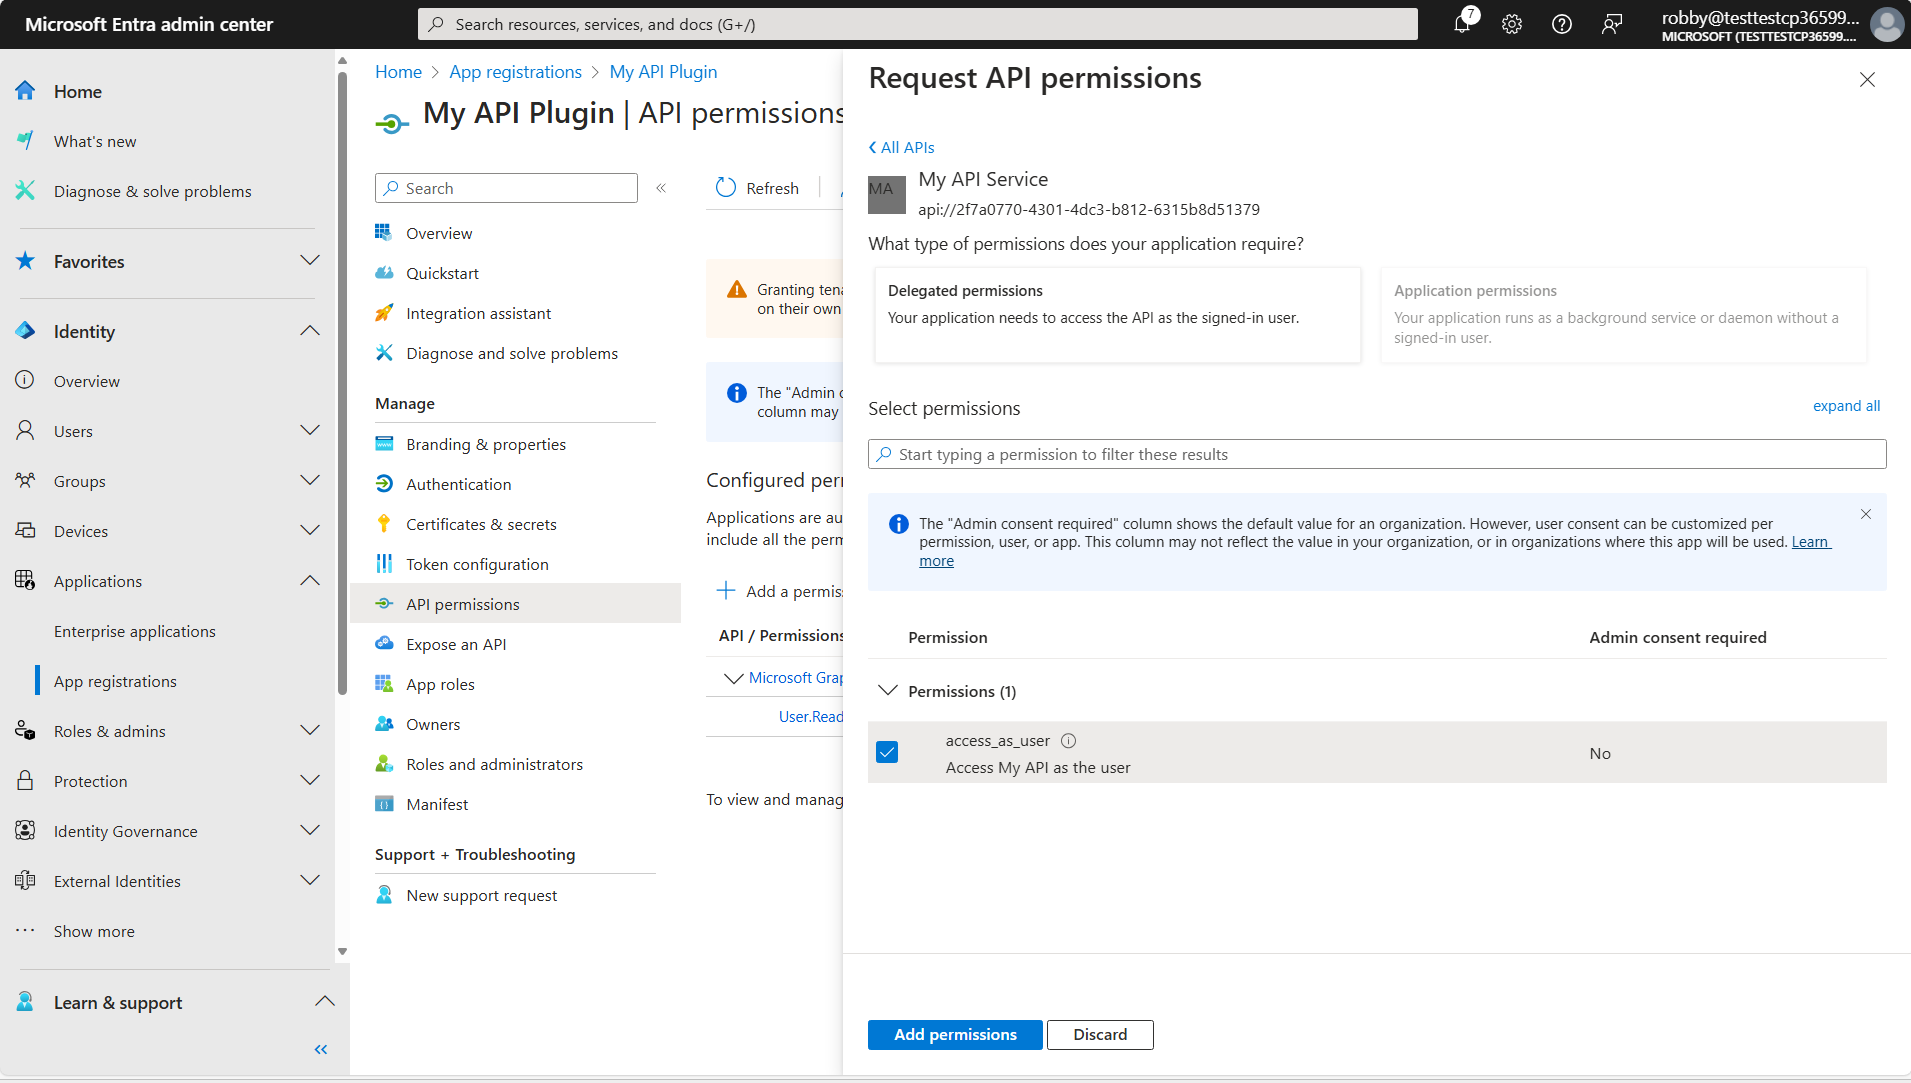 Microsoft Entra admin center
Search resources, services, and docs (G+/)
7
robby@testtestcp36599...
MICROSOFT (TESTTESTCP36599....
Home
What's new
Diagnose & solve problems
Favorites
Identity
Overview
Users
Groups
Devices
Applications
Enterprise applications
App registrations
Roles & admins
Protection
Identity Governance
External Identities
Show more
Learn & support
Home > App registrations > My API Plugin
My API Plugin | API permissions
Search
Overview
Quickstart
Integration assistant
Diagnose and solve problems
Manage
Branding & properties
Authentication
Certificates & secrets
Token configuration
API permissions
Expose an API
App roles
Owners
Roles and administrators
Manifest
Support + Troubleshooting
New support request
Refresh
Granting
on their own
The "Admin
column may
Configured
Applications are
include all the
Add a
API / Permissions
Microsoft
User.Read
To view and
Request API permissions
All APIs
MA
My API Service
api://2f7a0770-4301-4dc3-b812-6315b8d51379
What type of permissions does your application require?
Delegated permissions
Your application needs to access the API as the signed-in user.
Application permissions
Your application runs as a background service or daemon without a
signed-in user.
Select permissions
expand all
Start typing a permission to filter these results
The "Admin consent required" column shows the default value for an organization. However, user consent can be customized per
permission, user, or app. This column may not reflect the value in your organization, or in organizations where this app will be used. Learn
more
Permission
Admin consent required
Permissions (1)
access_as_user
Access My API as the user
No
Add permissions
Discard